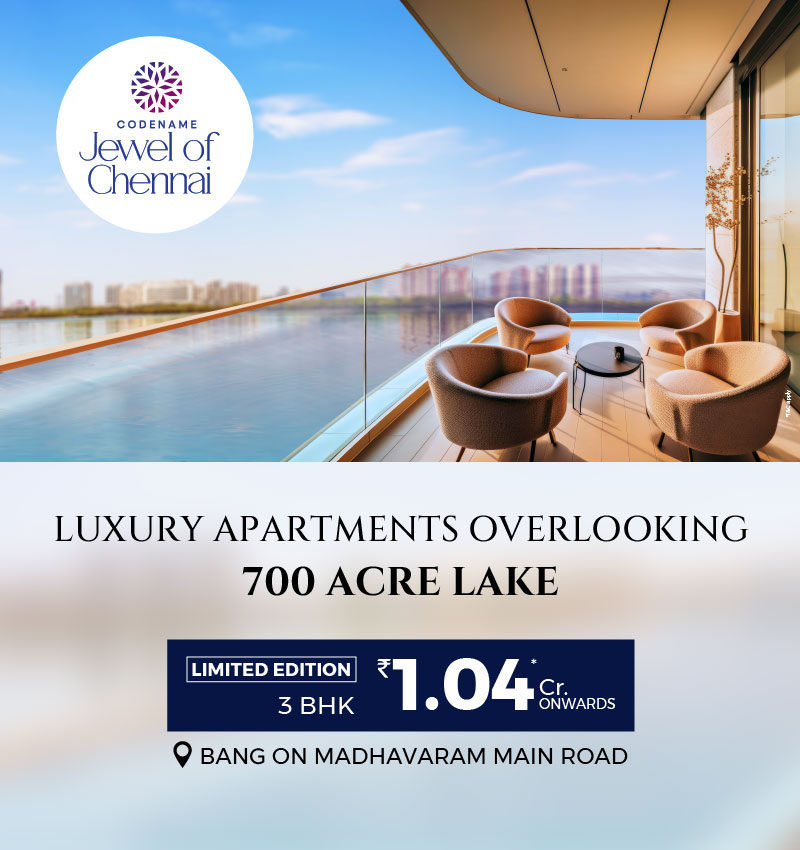 CODENAME
Jewel of
Chennai
*T&C apply
LUXURY APARTMENTS OVERLOOKING
700 ACRE LAKE
LIMITED EDITION
3 BHK
₹1.04*
Cr.
ONWARDS
BANG ON MADHAVARAM MAIN ROAD